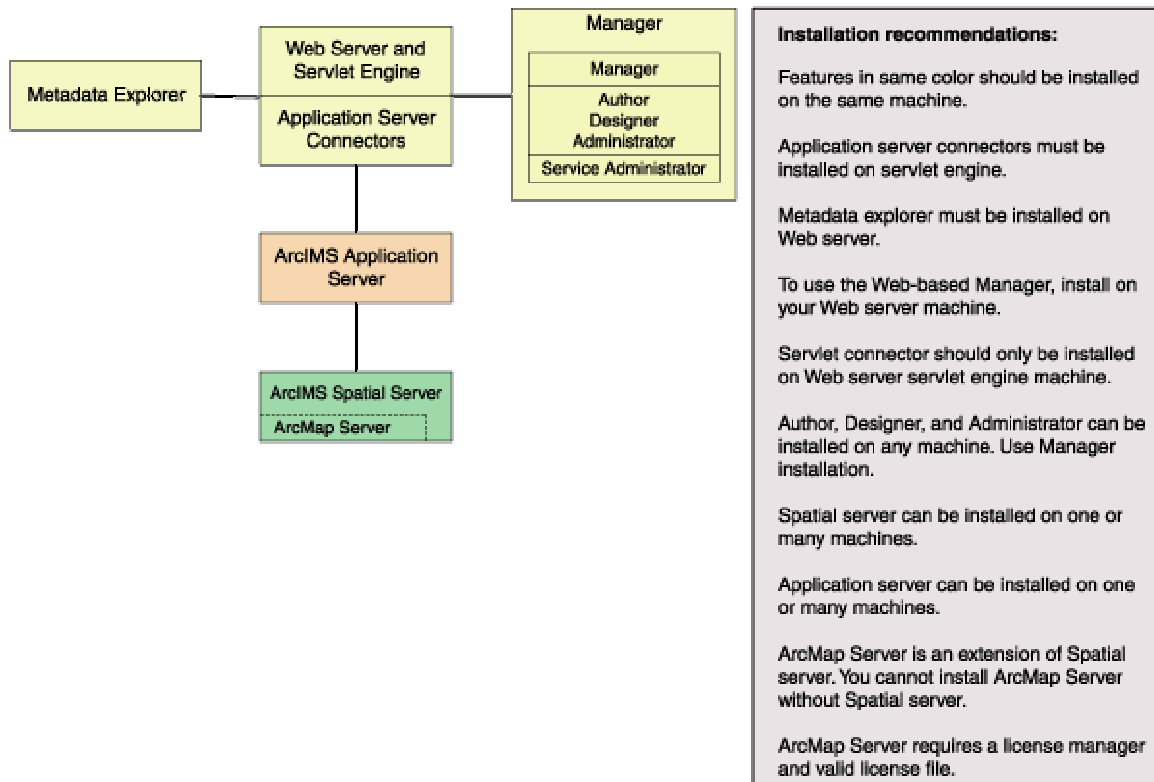 Metadata Explorer
Web Server and
Servlet Engine
Application Server
Connectors
Manager
Manager
Author
Designer
Administrator
Service Administrator
ArcIMS Application
Server
ArcIMS Spatial Server
ArcMap Server
Installation recommendations:
Features in same color should be installed
on the same machine.
Application server connectors must be
installed on servlet engine.
Metadata explorer must be installed on
Web server.
To use the Web-based Manager, install on
your Web server machine.
Servlet connector should only be installed
on Web server servlet engine machine.
Author, Designer, and Administrator can be
installed on any machine. Use Manager
installation.
Spatial server can be installed on one or
many machines.
Application server can be installed on one
or many machines.
ArcMap Server is an extension of Spatial
server. You cannot install ArcMap Server
without Spatial server.
ArcMap Server requires a license manager
and valid license file.